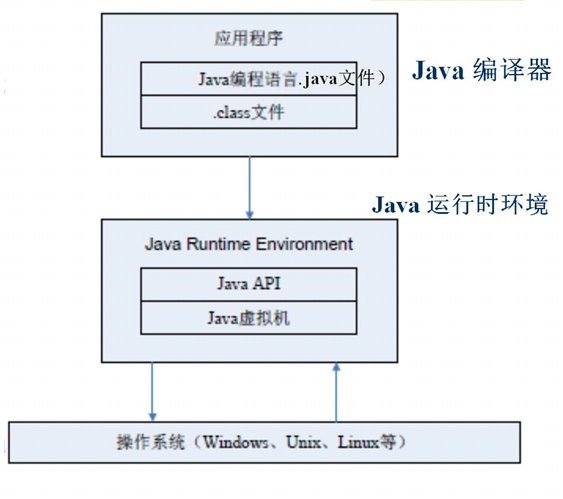 应用程序
Java编程语言.java文件）
Java 编译器
.class文件
Java 运行时环境
Java Runtime Environment
Java API
Java虚拟机
操作系统（Windows、Unix、Linux等）